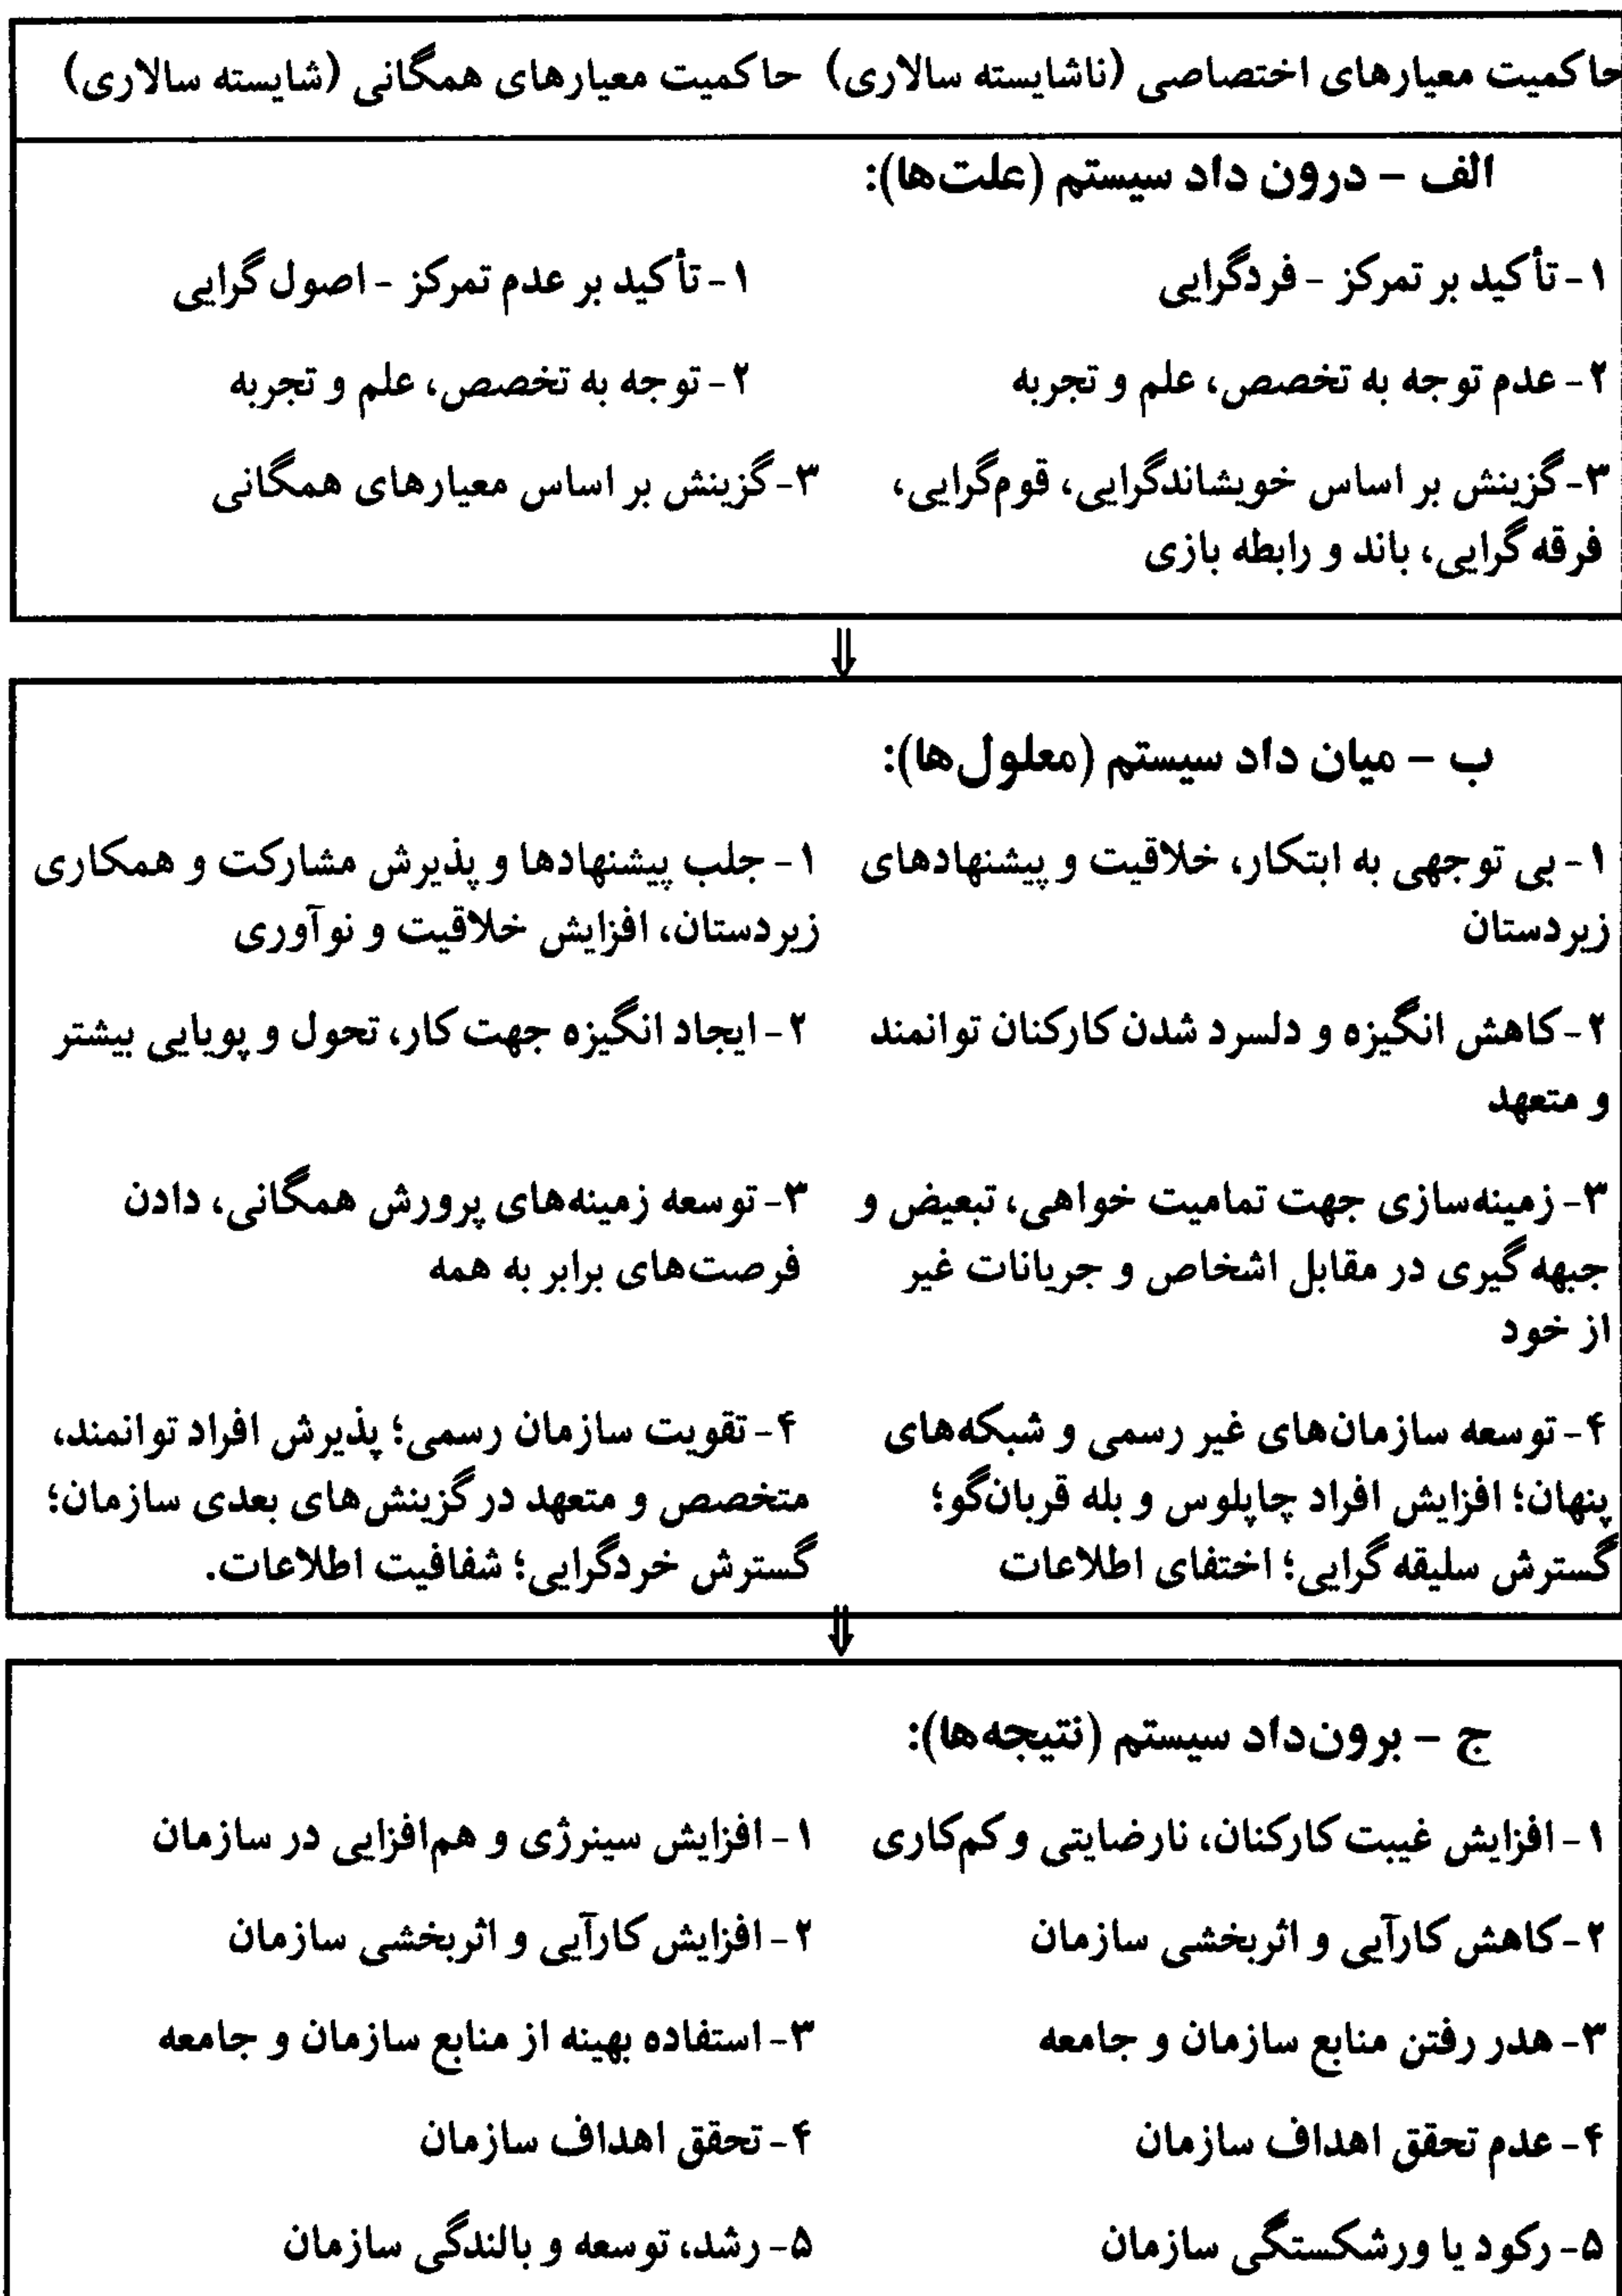 حاکمیت معیارهای اختصاصی (ناشایسته سالاری) حاکمیت معیارهای همگانی (شایسته سالاری)
الف – درون داد سیستم (علت‌ها):
۱- تأکید بر تمرکز - فردگرایی
۱- تأکید بر عدم تمرکز - اصول گرایی
۲- عدم توجه به تخصص، علم و تجربه
۲- توجه به تخصص، علم و تجربه
۳- گزینش بر اساس خویشاندگرایی، قوم‌گرایی،
فرقه گرایی، باند و رابطه بازی
۳- گزینش بر اساس معیارهای همگانی
⇓
ب – میان داد سیستم (معلول‌ها):
۱- بی توجهی به ابتکار، خلاقیت و پیشنهادهای
زیردستان
۱- جلب پیشنهادها و پذیرش مشارکت و همکاری
زیردستان، افزایش خلاقیت و نوآوری
۲- کاهش انگیزه و دلسرد شدن کارکنان توانمند
و متعهد
۲- ایجاد انگیزه جهت کار، تحول و پویایی بیشتر
۳- زمینه‌سازی جهت تمامیت خواهی، تبعیض و
جبهه گیری در مقابل اشخاص و جریانات غیر
از خود
۳- توسعه زمینه‌های پرورش همگانی، دادن
فرصت‌های برابر به همه
۴- توسعه سازمان‌های غیر رسمی و شبکه‌های
پنهان؛ افزایش افراد چاپلوس و بله قربان‌گو؛
گسترش سلیقه گرایی؛ اختفای اطلاعات
۴- تقویت سازمان رسمی؛ پذیرش افراد توانمند،
متخصص و متعهد در گزینش‌های بعدی سازمان؛
گسترش خردگرایی؛ شفافیت اطلاعات.
⇓
ج – برون‌داد سیستم (نتیجه‌ها):
۱- افزایش غیبت کارکنان، نارضایتی و کم‌کاری
۱- افزایش سینرژی و هم‌افزایی در سازمان
۲- کاهش کارآیی و اثربخشی سازمان
۲- افزایش کارآیی و اثربخشی سازمان
۳- هدر رفتن منابع سازمان و جامعه
۳- استفاده بهینه از منابع سازمان و جامعه
۴- عدم تحقق اهداف سازمان
۴- تحقق اهداف سازمان
۵- رکود یا ورشکستگی سازمان
۵- رشد، توسعه و بالندگی سازمان